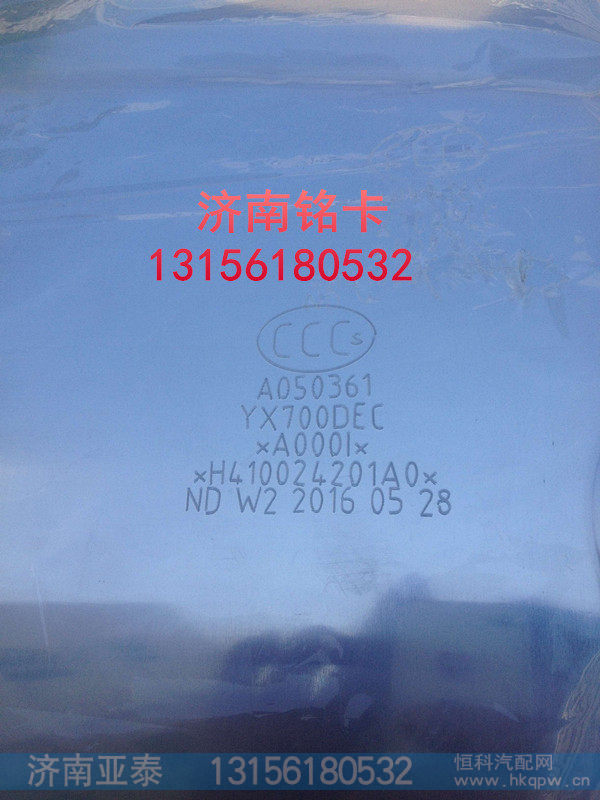 济南铭卡
13156180532
CCCs
A050361
YX700DEC
*A0001*
*H410024201A0*
ND W2 2016 05 28
济南亚泰 13156180532 恒科汽配网
www.hkqpw.cn